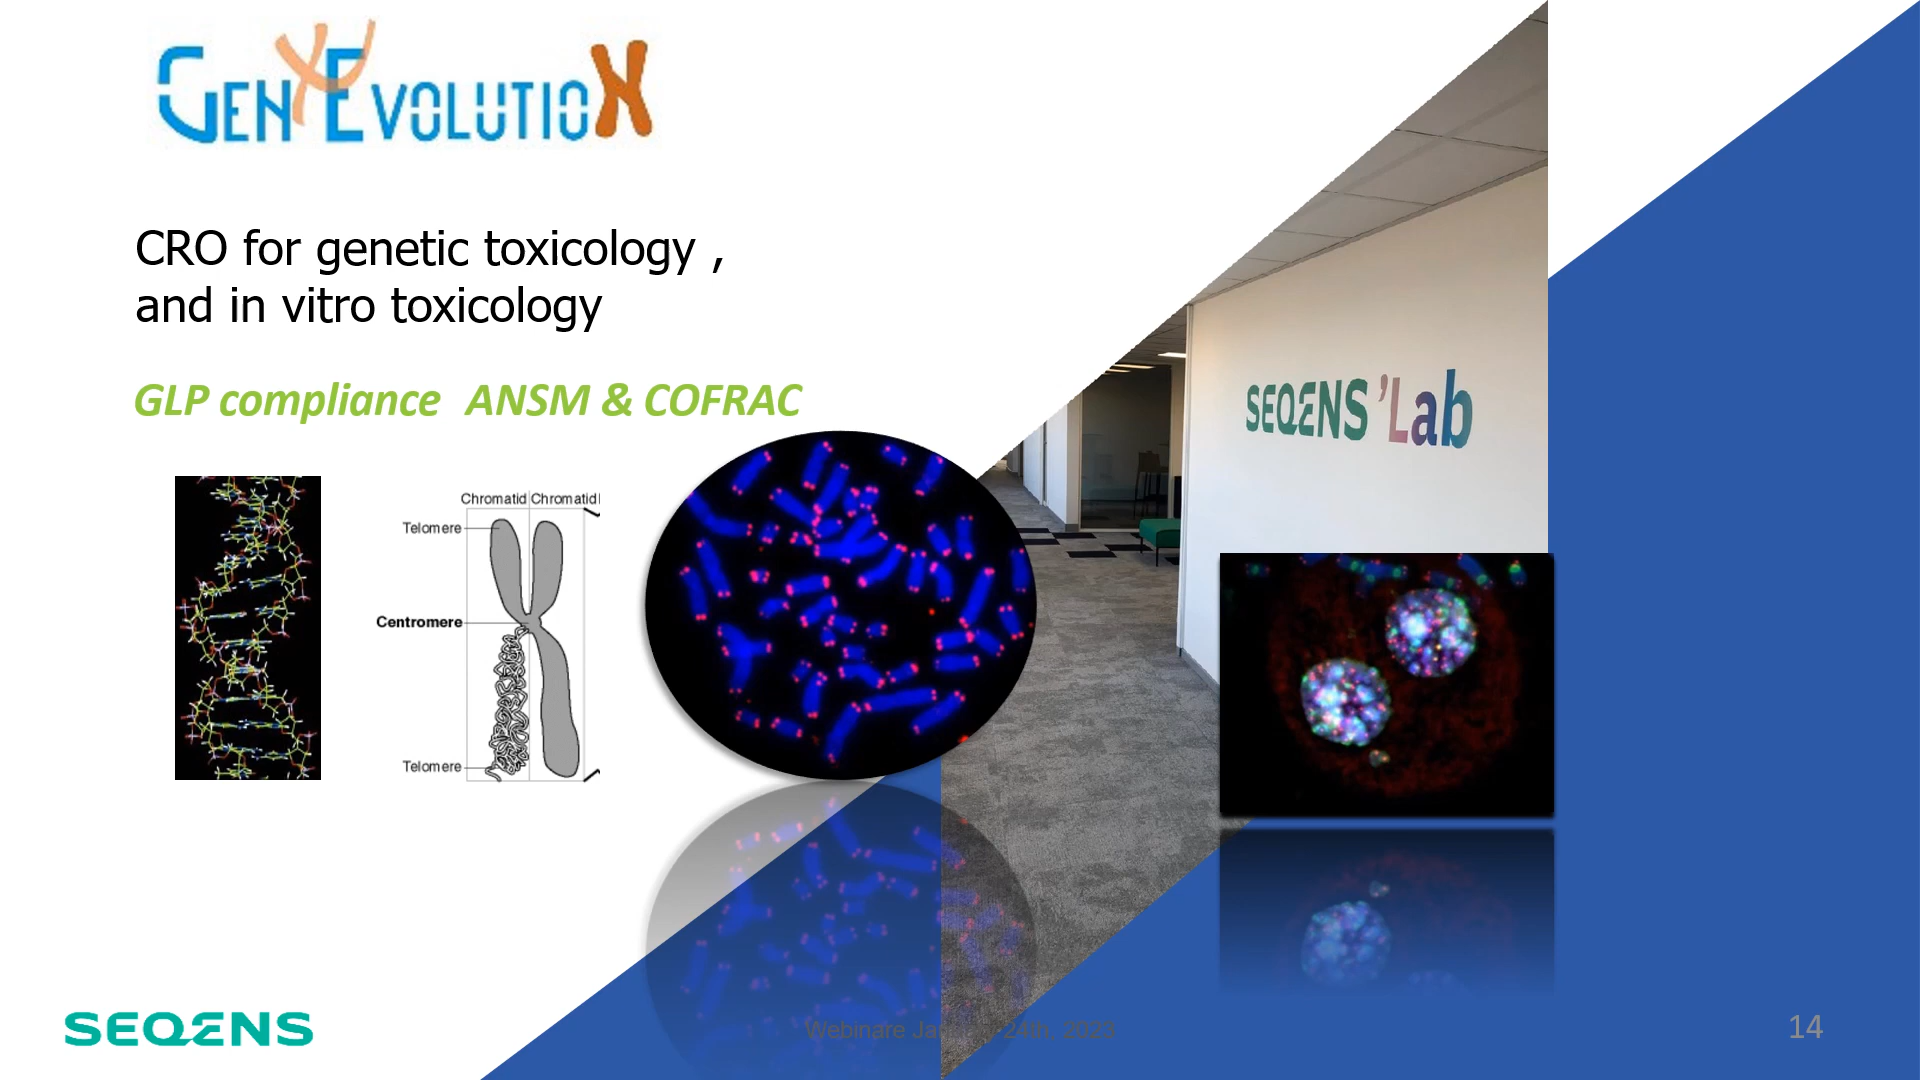 GENEVOLUTION
CRO for genetic toxicology ,
and in vitro toxicology
GLP compliance ANSM & COFRAC
SEQENS 'Lab
Chromatid Chromatid
Telomere
Centromere
Telomere
SEQENS
Webinare January 24th, 2023
14